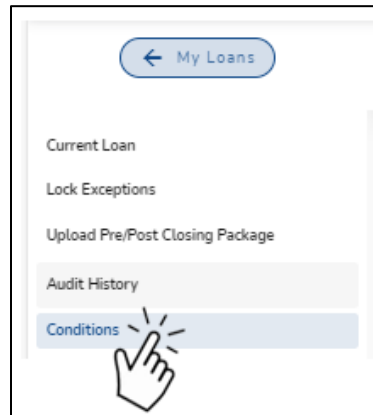 ← My Loans
Current Loan
Lock Exceptions
Upload Pre/Post Closing Package
Audit History
Conditions